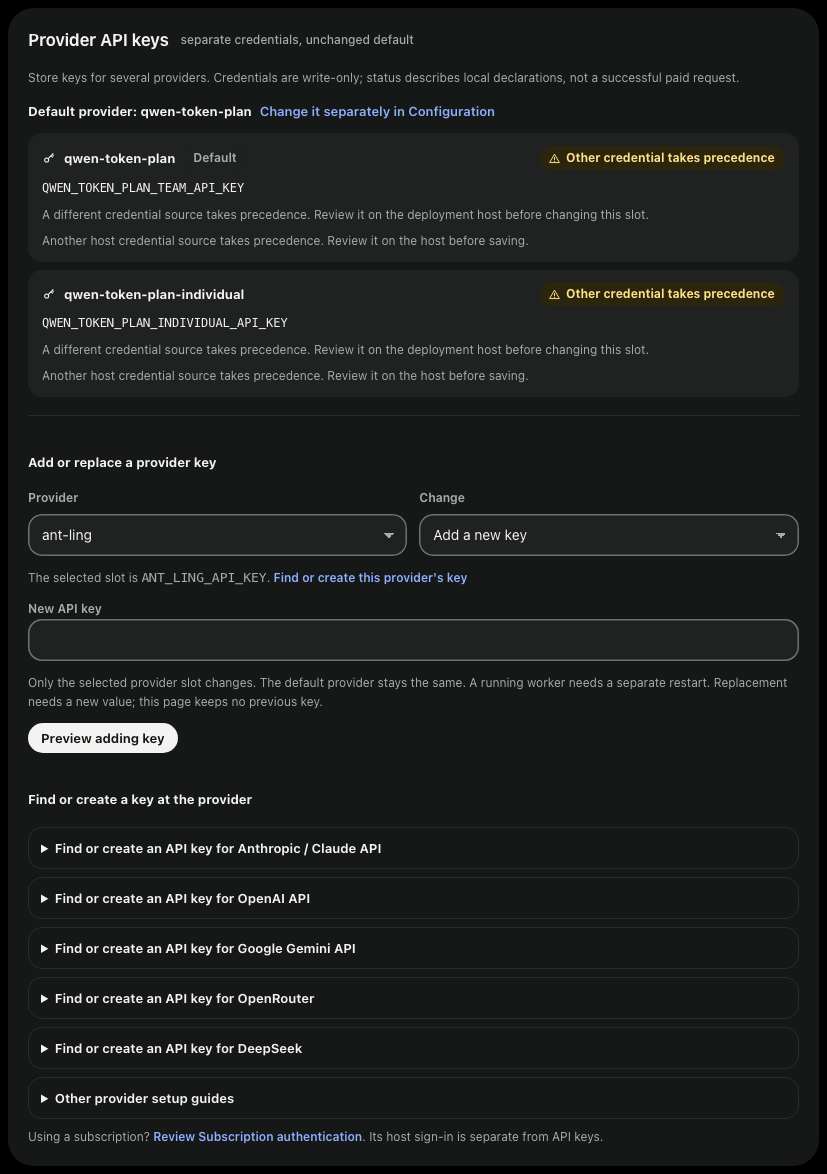 Provider API keys separate credentials, unchanged default
Store keys for several providers. Credentials are write-only; status describes local declarations, not a successful paid request.
Default provider: qwen-token-plan Change it separately in Configuration
qwen-token-plan Default Other credential takes precedence
QWEN_TOKEN_PLAN_TEAM_API_KEY
A different credential source takes precedence. Review it on the deployment host before changing this slot.
Another host credential source takes precedence. Review it on the host before saving.
qwen-token-plan-individual Other credential takes precedence
QWEN_TOKEN_PLAN_INDIVIDUAL_API_KEY
A different credential source takes precedence. Review it on the deployment host before changing this slot.
Another host credential source takes precedence. Review it on the host before saving.
Add or replace a provider key
Provider Change
ant-ling Add a new key
The selected slot is ANT_LING_API_KEY. Find or create this provider's key
New API key
Only the selected provider slot changes. The default provider stays the same. A running worker needs a separate restart. Replacement
needs a new value; this page keeps no previous key.
Preview adding key
Find or create a key at the provider
Find or create an API key for Anthropic / Claude API
Find or create an API key for OpenAI API
Find or create an API key for Google Gemini API
Find or create an API key for OpenRouter
Find or create an API key for DeepSeek
Other provider setup guides
Using a subscription? Review Subscription authentication. Its host sign-in is separate from API keys.